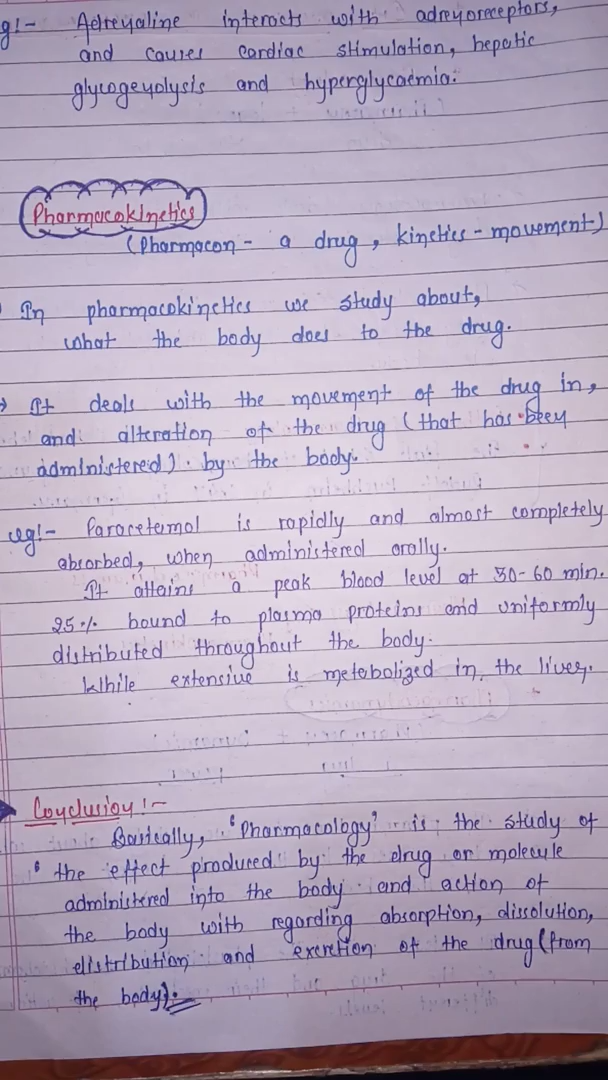 g:- Adrenaline interacts with adrenoreceptors,
and causes cardiac stimulation, hepatic
glycogenolysis and hyperglycaemia.
Pharmacokinetics
(Pharmacon - a drug, kinetics - movement)
In pharmacokinetics we study about,
what the body does to the drug.
It deals with the movement of the drug in,
and alteration of the drug (that has been
administered) by the body.
eg:- Paracetemol is rapidly and almost completely
absorbed, when administered orally.
It attains a peak blood level at 30-60 min.
25% bound to plasma proteins and uniformly
distributed throughout the body.
While extensive is metabolized in the liver.
Conclusion:-
Basically, 'Pharmacology' is the study of
the effect produced by the drug or molecule
administered into the body and action of
the body with regarding absorption, dissolution,
distribution and excretion of the drug (from
the body).